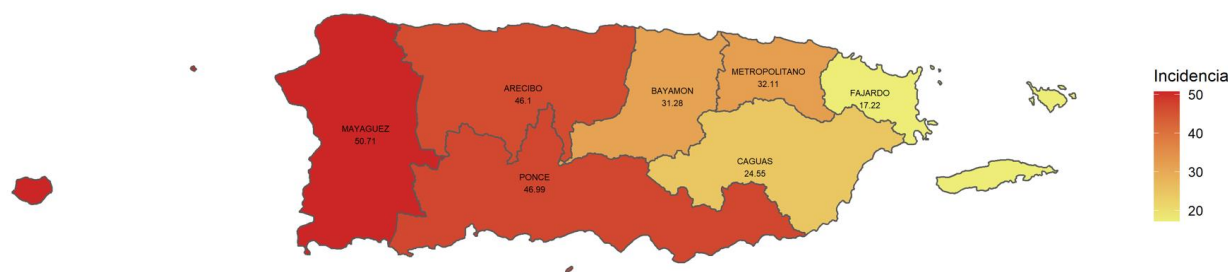 ARECIBO
46.1
BAYAMON
31.28
METROPOLITANO
32.11
FAJARDO
17.22
MAYAGUEZ
50.71
PONCE
46.99
CAGUAS
24.55
Incidencia
50
40
30
20